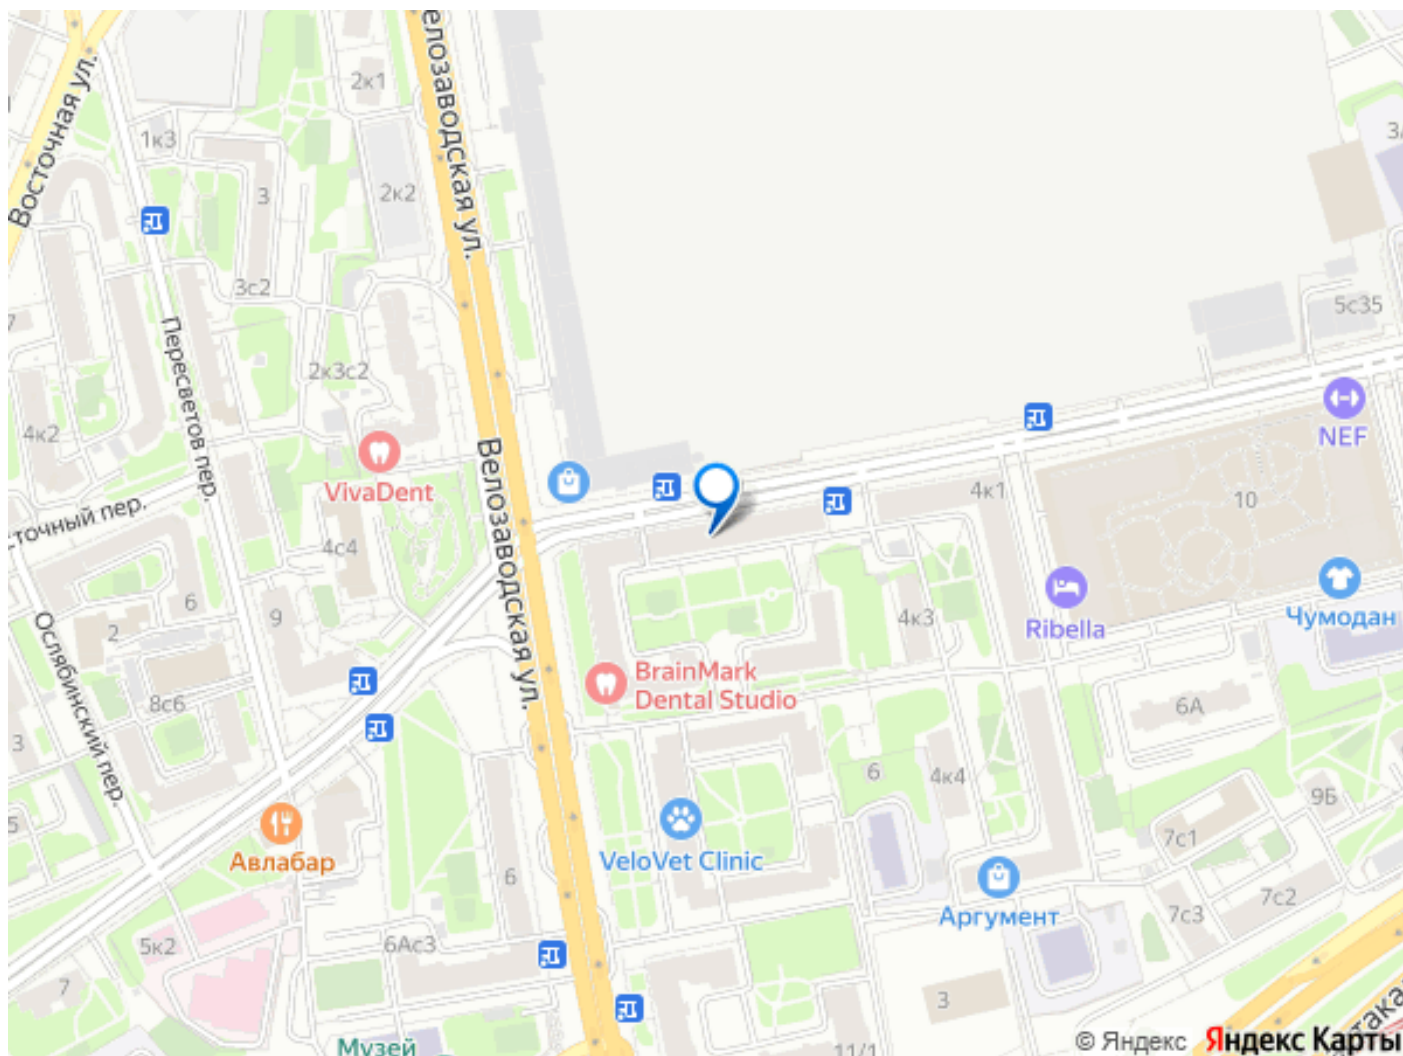 Велозаводская ул.
2к1
Восточная ул.
1к3
3
2к2
3с2
7
Пересветов пер.
2к3с2
4к2
VivaDent
Велозаводская ул.
точный пер.
4с4
6
9
2
Ослябинский пер.
8с6
3
5
Авлабар
5к2
7
6Ас3
6
Музей
3
5с35
NEF
10
4к1
4к3
Ribella
Чумодан
BrainMark
Dental Studio
6А
6
4к4
9Б
VeloVet Clinic
7с1
7с2
7с3
Аргумент
3
11/1
© Яндекс Яндекс Карты